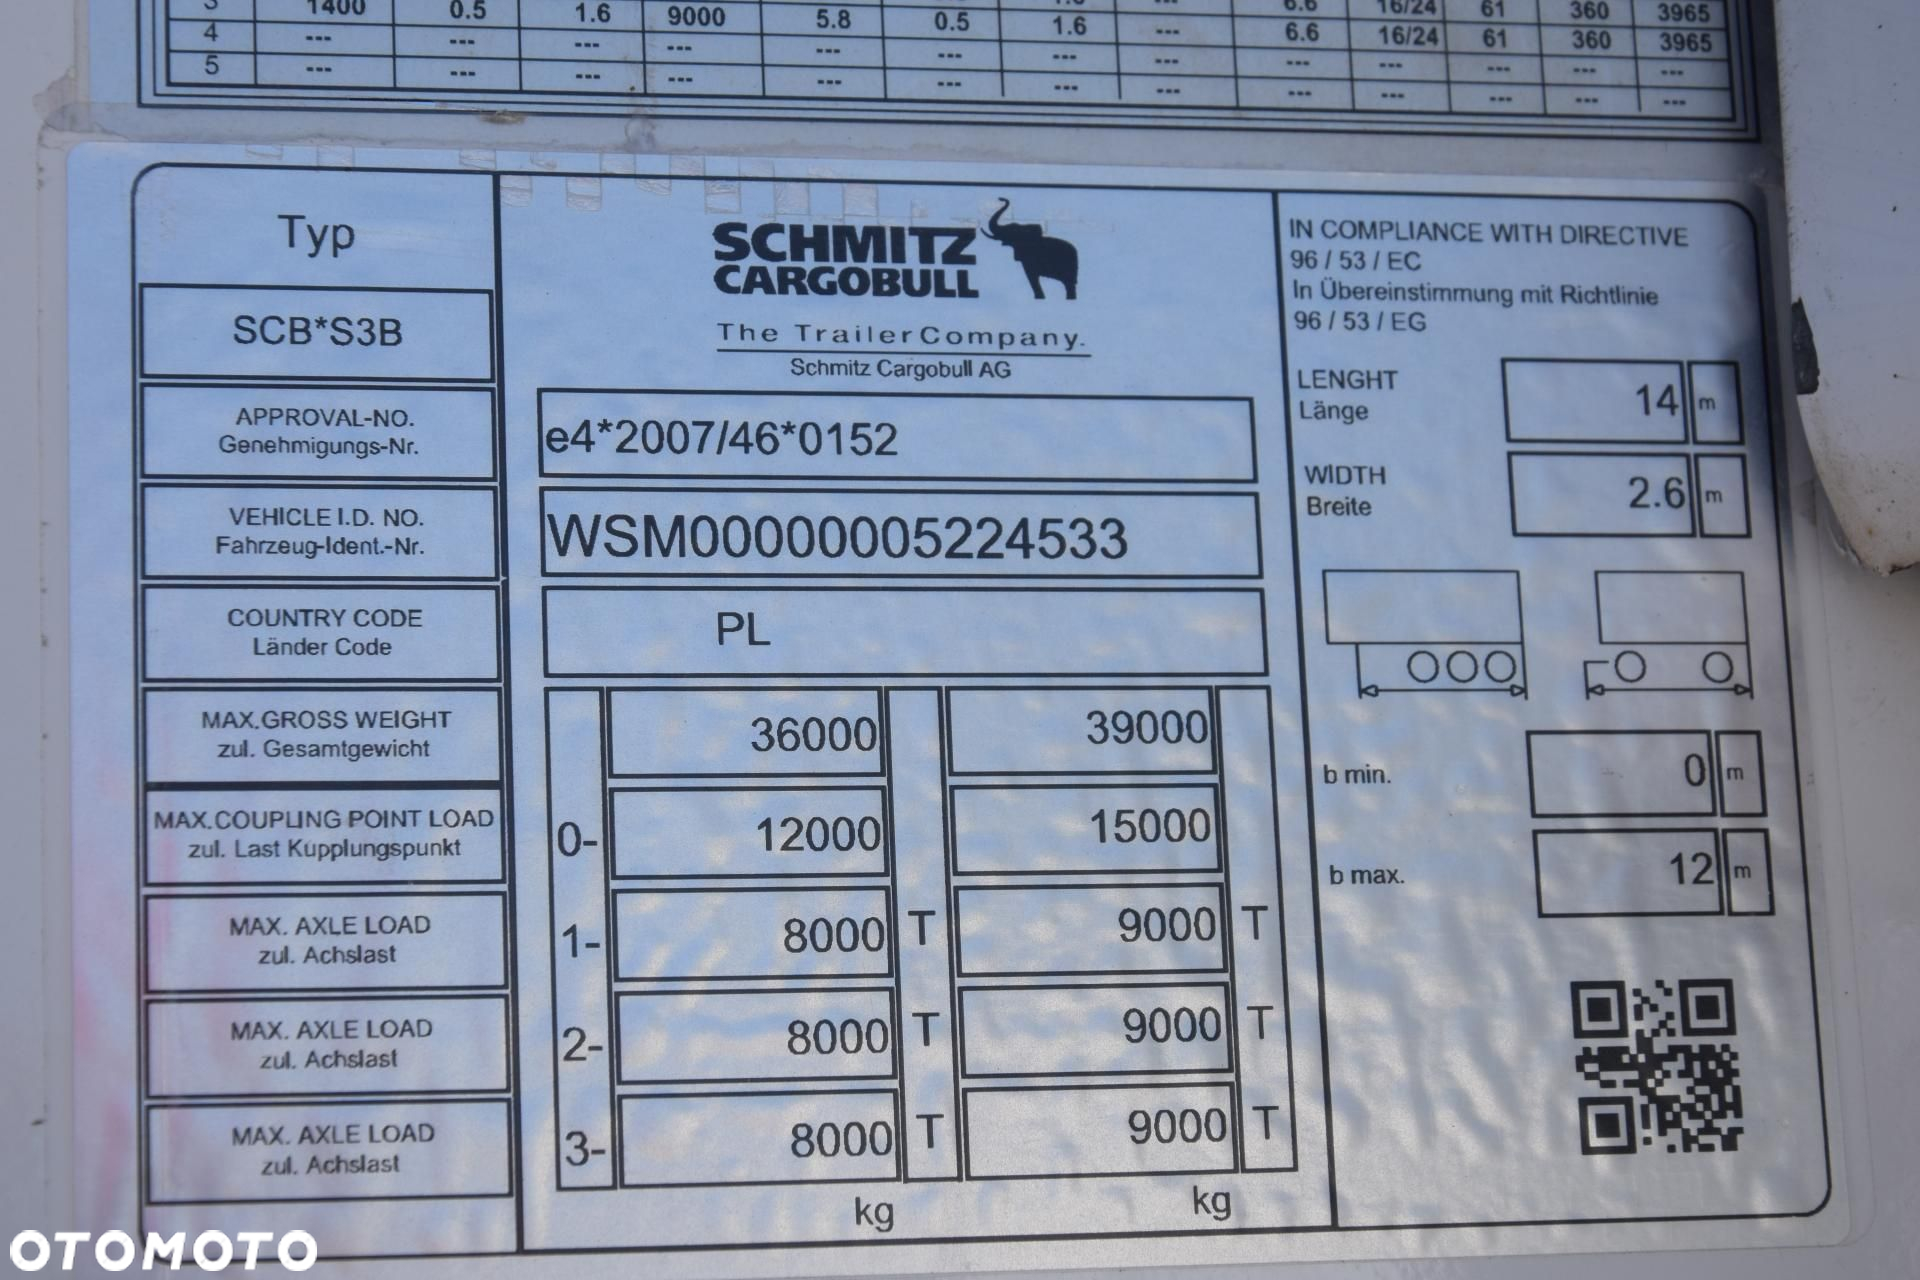 3 1400 0.5 1.6 9000 5.8 0.5 1.6 --- 6.6 16/24 61 360 3965
4 --- --- --- --- --- --- --- --- 6.6 16/24 61 360 3965
5 --- --- --- --- --- --- --- --- --- --- --- --- ---
Typ
SCB*S3B
SCHMITZ
CARGOBULL
The TrailerCompany.
Schmitz Cargobull AG
APPROVAL-NO.
Genehmigungs-Nr.
e4*2007/46*0152
VEHICLE I.D. NO.
Fahrzeug-Ident.-Nr.
WSM00000005224533
COUNTRY CODE
Länder Code
PL
MAX.GROSS WEIGHT
zul. Gesamtgewicht
36000 39000
MAX.COUPLING POINT LOAD
zul. Last Kupplungspunkt
0- 12000 15000
MAX. AXLE LOAD
zul. Achslast
1- 8000 T 9000 T
MAX. AXLE LOAD
zul. Achslast
2- 8000 T 9000 T
MAX. AXLE LOAD
zul. Achslast
3- 8000 T 9000 T
kg kg
IN COMPLIANCE WITH DIRECTIVE
96 / 53 / EC
In Übereinstimmung mit Richtlinie
96 / 53 / EG
LENGHT
Länge
14 m
WIDTH
Breite
2.6 m
b min. 0 m
b max. 12 m
OTOMOTO